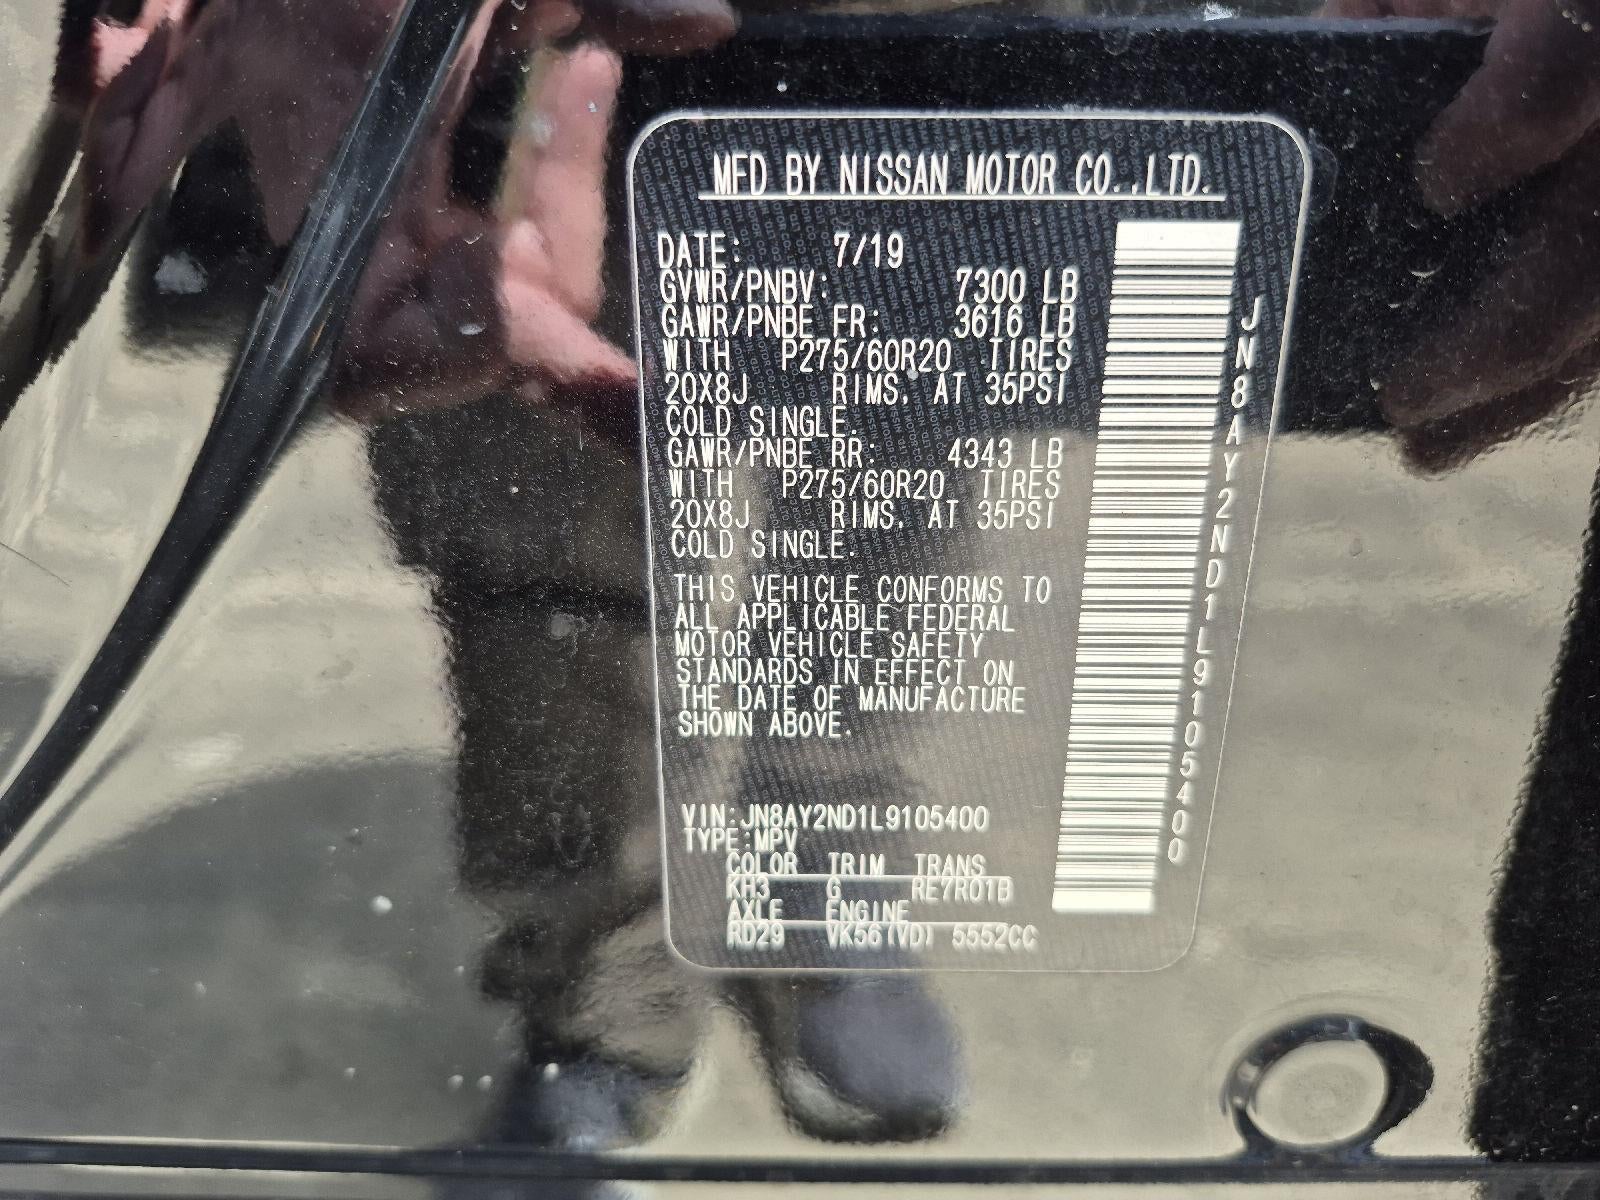 MFD BY NISSAN MOTOR CO.,LTD.
DATE: 7/19
GVWR/PNBV: 7300 LB
GAWR/PNBE FR: 3616 LB
WITH P275/60R20 TIRES
20X8J RIMS, AT 35PSI
COLD SINGLE.
GAWR/PNBE RR: 4343 LB
WITH P275/60R20 TIRES
20X8J RIMS, AT 35PSI
COLD SINGLE.
THIS VEHICLE CONFORMS TO
ALL APPLICABLE FEDERAL
MOTOR VEHICLE SAFETY
STANDARDS IN EFFECT ON
THE DATE OF MANUFACTURE
SHOWN ABOVE.
VIN:JN8AY2ND1L9105400
TYPE:MPV
COLOR TRIM TRANS
KH3 G RE7R01B
AXLE ENGINE
RD29 VK56(VD) 5552CC
JN8AY2ND1L9105400